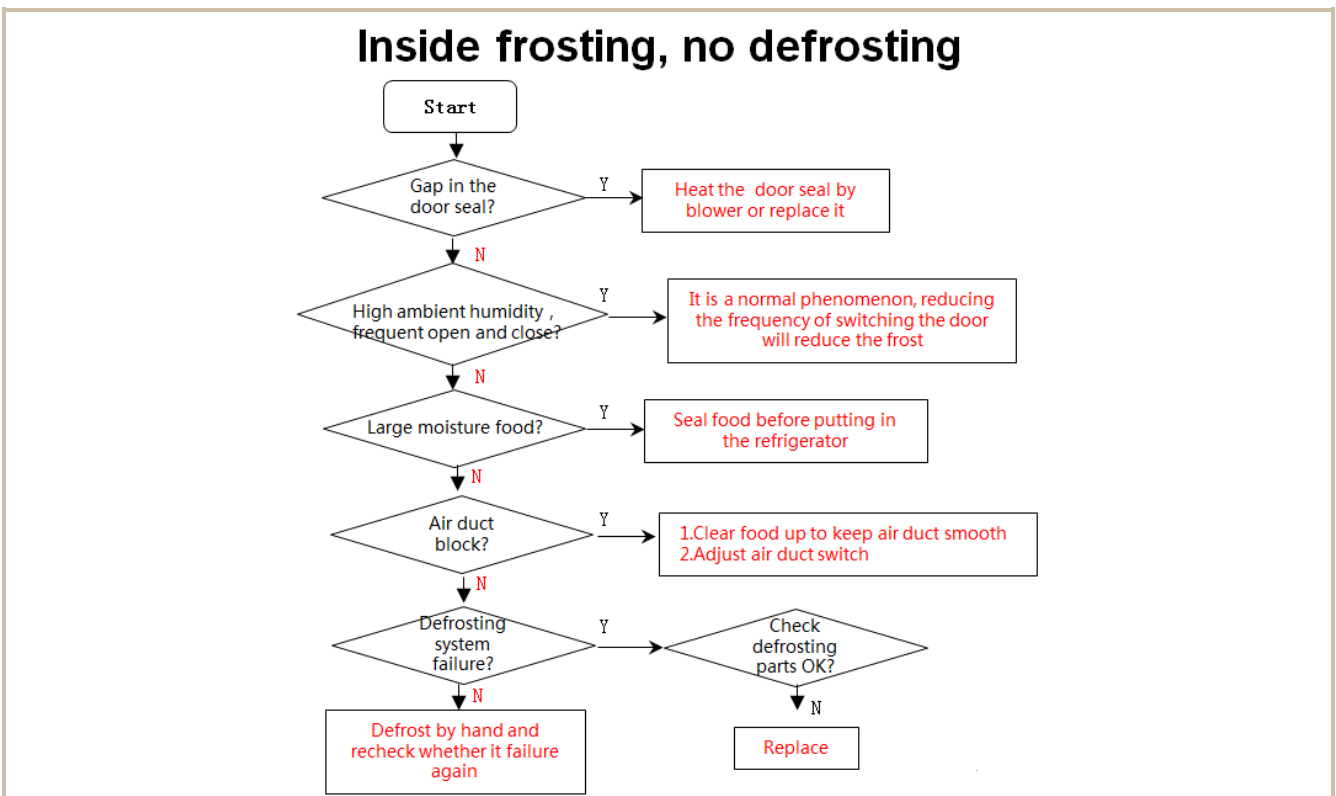 Inside frosting, no defrosting
Start
Gap in the
door seal?
Y
Heat the door seal by
blower or replace it
N
High ambient humidity ,
frequent open and close?
Y
It is a normal phenomenon, reducing
the frequency of switching the door
will reduce the frost
N
Large moisture food?
Y
Seal food before putting in
the refrigerator
N
Air duct
block?
Y
1.Clear food up to keep air duct smooth
2.Adjust air duct switch
N
Defrosting
system
failure?
Y
Check
defrosting
parts OK?
N
Defrost by hand and
recheck whether it failure
again
N
Replace